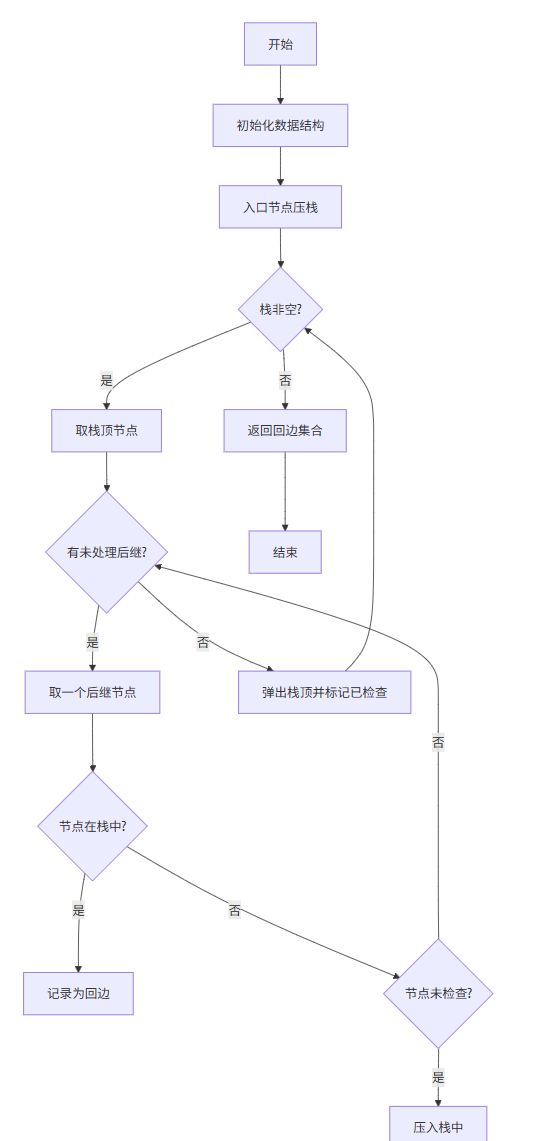 开始
初始化数据结构
入口节点压栈
栈非空?
是
否
取栈顶节点
返回回边集合
有未处理后继?
结束
是
否
取一个后继节点
弹出栈顶并标记已检查
否
节点在栈中?
是
否
记录为回边
节点未检查?
是
压入栈中